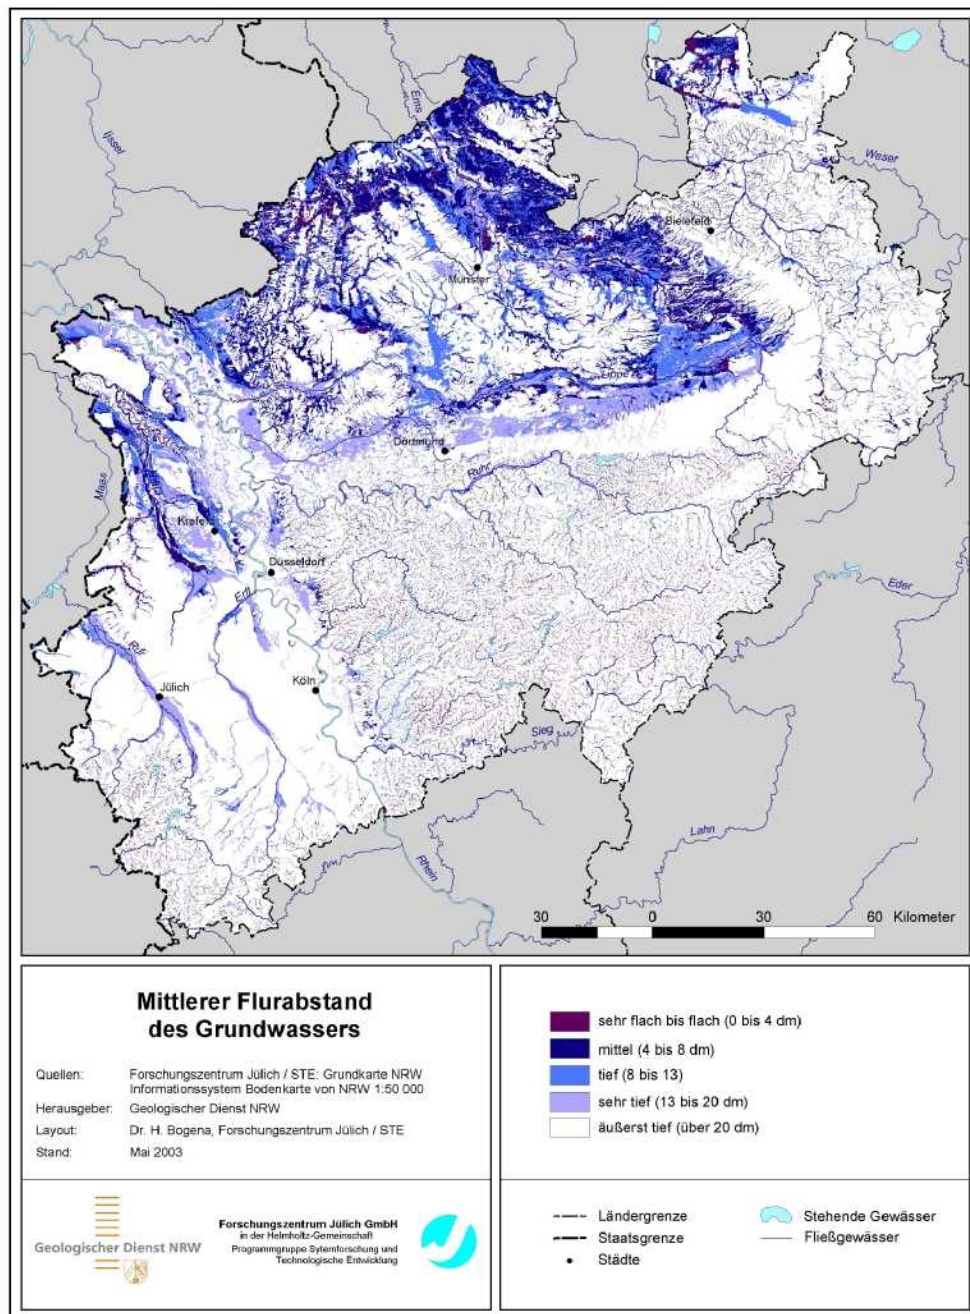 Ems
Ijssel
Weser
Bielefeld
Münster
Lippe
Dortmund
Ruhr
Maas
Krefeld
Düsseldorf
Erft
Eder
Rur
Jülich
Köln
Sieg
Lahn
Rhein
30 0 30 60 Kilometer
Mittlerer Flurabstand
des Grundwassers
Quellen: Forschungszentrum Jülich / STE: Grundkarte NRW
Informationssystem Bodenkarte von NRW 1:50 000
Herausgeber: Geologischer Dienst NRW
Layout: Dr. H. Bogena, Forschungszentrum Jülich / STE
Stand: Mai 2003
Geologischer Dienst NRW
Forschungszentrum Jülich GmbH
in der Helmholtz-Gemeinschaft
Programmgruppe Sytemforschung und
Technologische Entwicklung
sehr flach bis flach (0 bis 4 dm)
mittel (4 bis 8 dm)
tief (8 bis 13)
sehr tief (13 bis 20 dm)
äußerst tief (über 20 dm)
Ländergrenze
Staatsgrenze
Städte
Stehende Gewässer
Fließgewässer